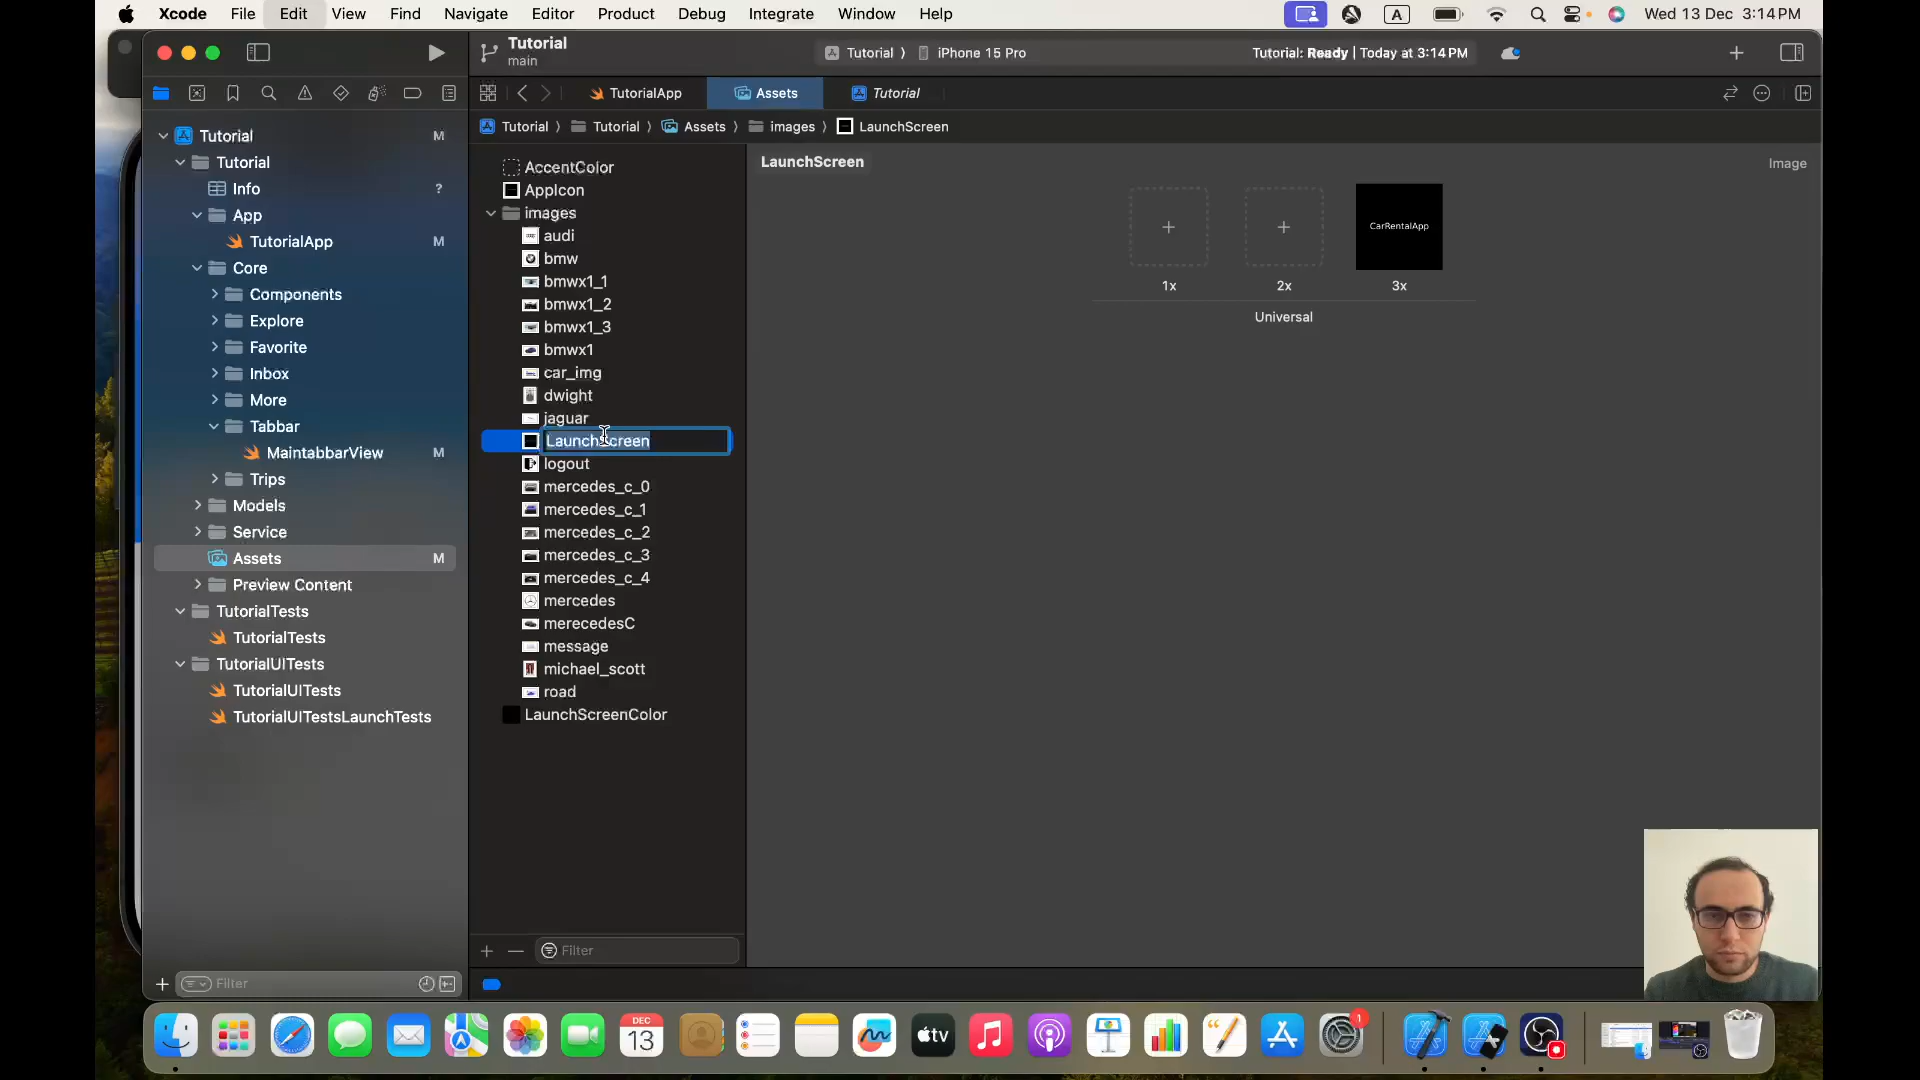 Xcode File Edit View Find Navigate Editor Product Debug Integrate Window Help A Wed 13 Dec 3:14 PM
Tutorial
main
Tutorial 〉 iPhone 15 Pro
Tutorial: Ready | Today at 3:14 PM
TutorialApp Assets Tutorial
Tutorial 〉 Tutorial 〉 Assets 〉 images 〉 LaunchScreen
Tutorial M
Tutorial
Info ?
App
TutorialApp M
Core
Components
Explore
Favorite
Inbox
More
Tabbar
MaintabbarView M
Trips
Models
Service
Assets M
Preview Content
TutorialTests
TutorialTests
TutorialUITests
TutorialUITests
TutorialUITestsLaunchTests
Filter
AccentColor
AppIcon
images
audi
bmw
bmwx1_1
bmwx1_2
bmwx1_3
bmwx1
car_img
dwight
jaguar
LaunchScreen
logout
mercedes_c_0
mercedes_c_1
mercedes_c_2
mercedes_c_3
mercedes_c_4
mercedes
merecedesC
message
michael_scott
road
LaunchScreenColor
Filter
LaunchScreen
Image
CarRentalApp
1x 2x 3x
Universal
DEC
13
tv
1